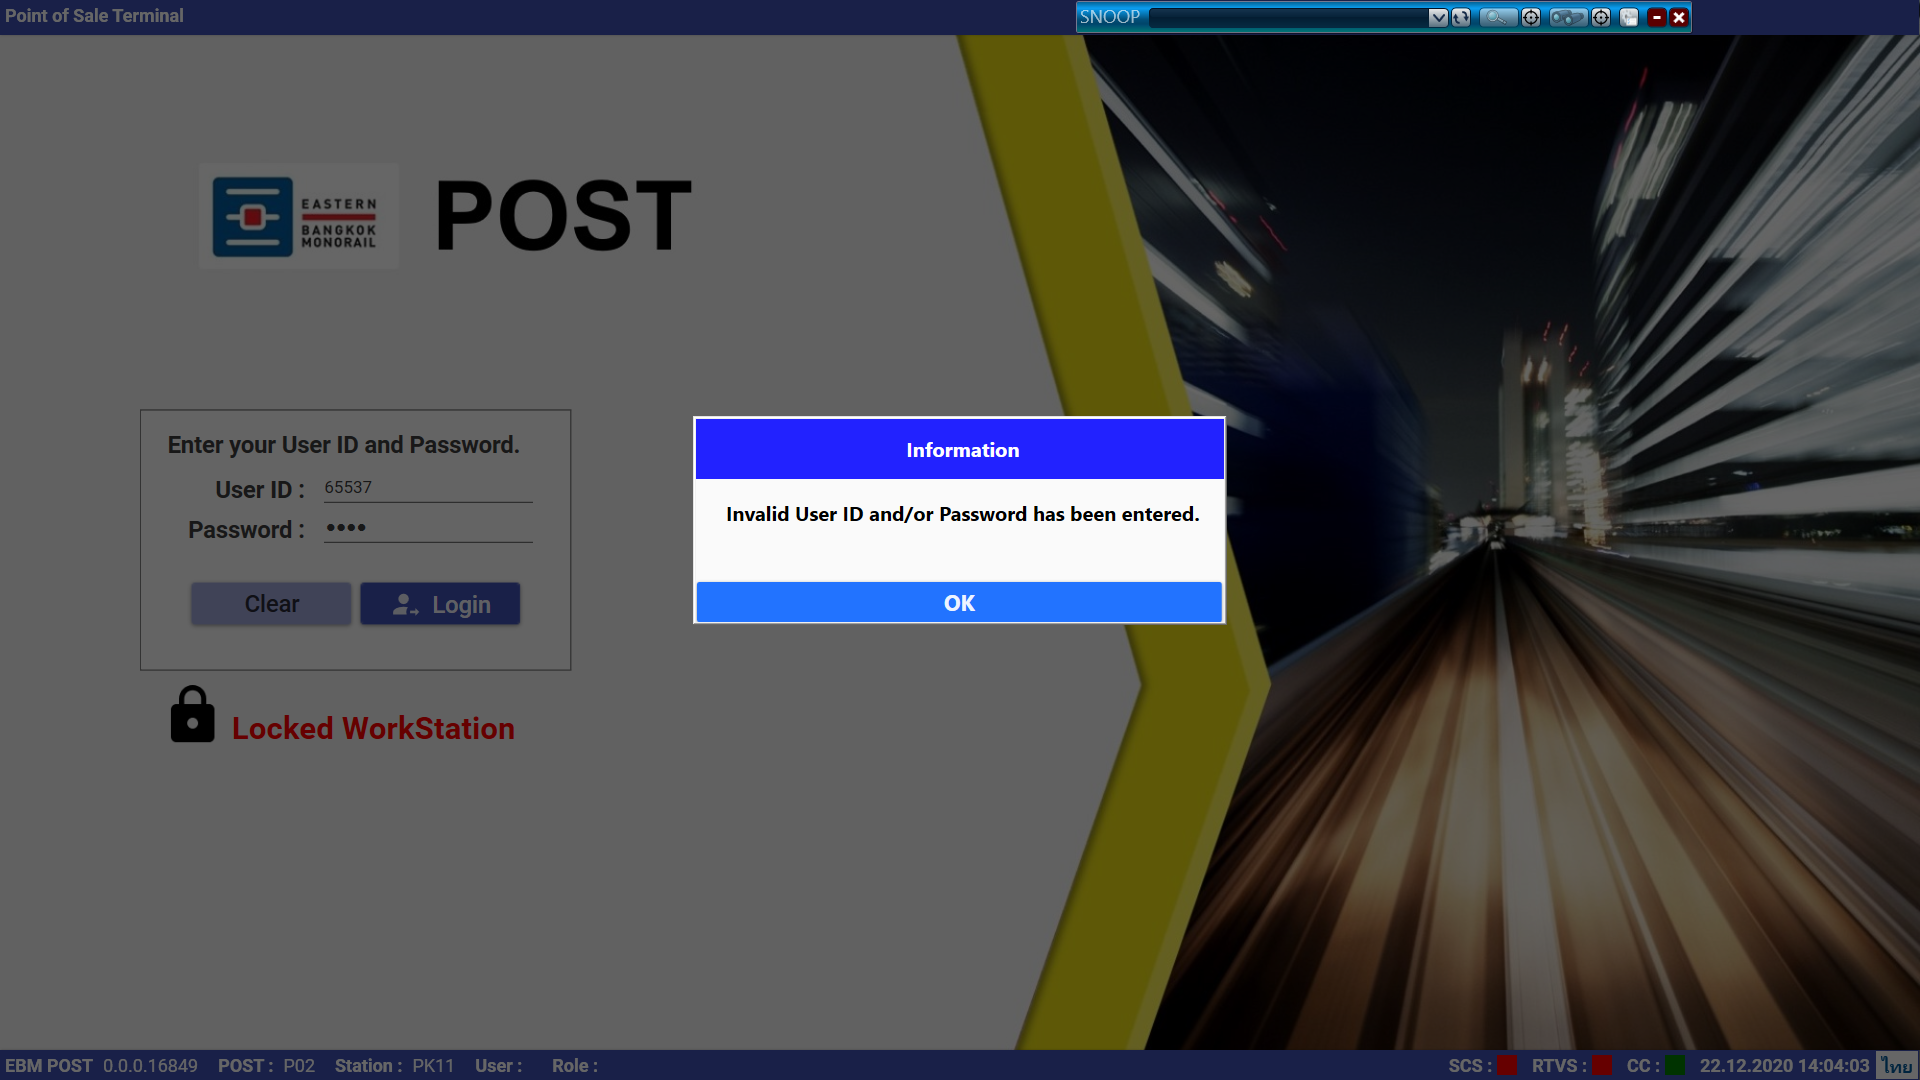 Point of Sale Terminal
SNOOP
EASTERN
BANGKOK
MONORAIL
POST
Enter your User ID and Password.
User ID : 65537
Password : ••••
Clear
Login
Locked WorkStation
Information
Invalid User ID and/or Password has been entered.
OK
EBM POST 0.0.0.16849 POST : P02 Station : PK11 User : Role : SCS : RTVS : CC : 22.12.2020 14:04:03 ไทย